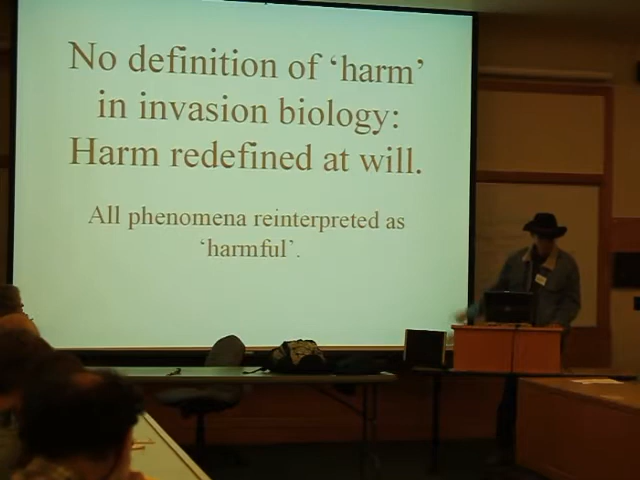 No definition of ‘harm’
in invasion biology:
Harm redefined at will.
All phenomena reinterpreted as
‘harmful’.